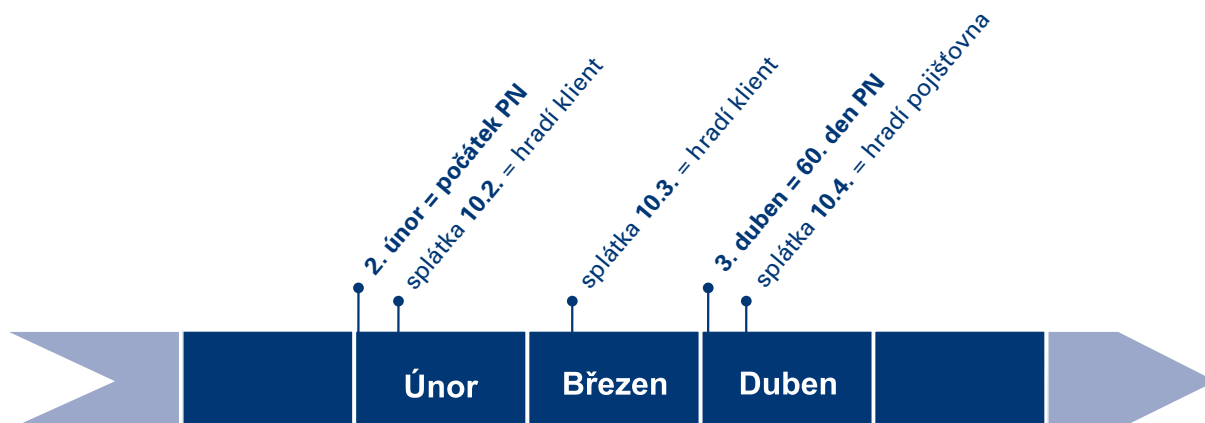 2. únor = počátek PN
splátka 10.2. = hradí klient
splátka 10.3. = hradí klient
3. duben = 60. den PN
splátka 10.4. = hradí pojišťovna
Únor
Březen
Duben